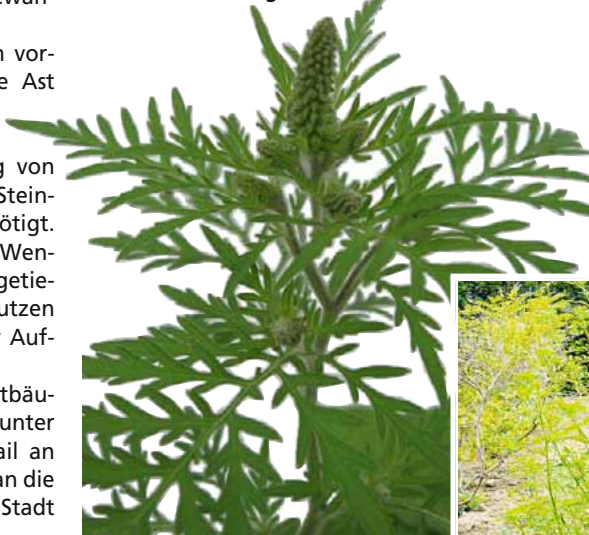 n vor-
e Ast
g von
Stein-
ötigt.
Wen-
getie-
utzen
Auf-
tbäu-
unter
ail an
an die
Stadt